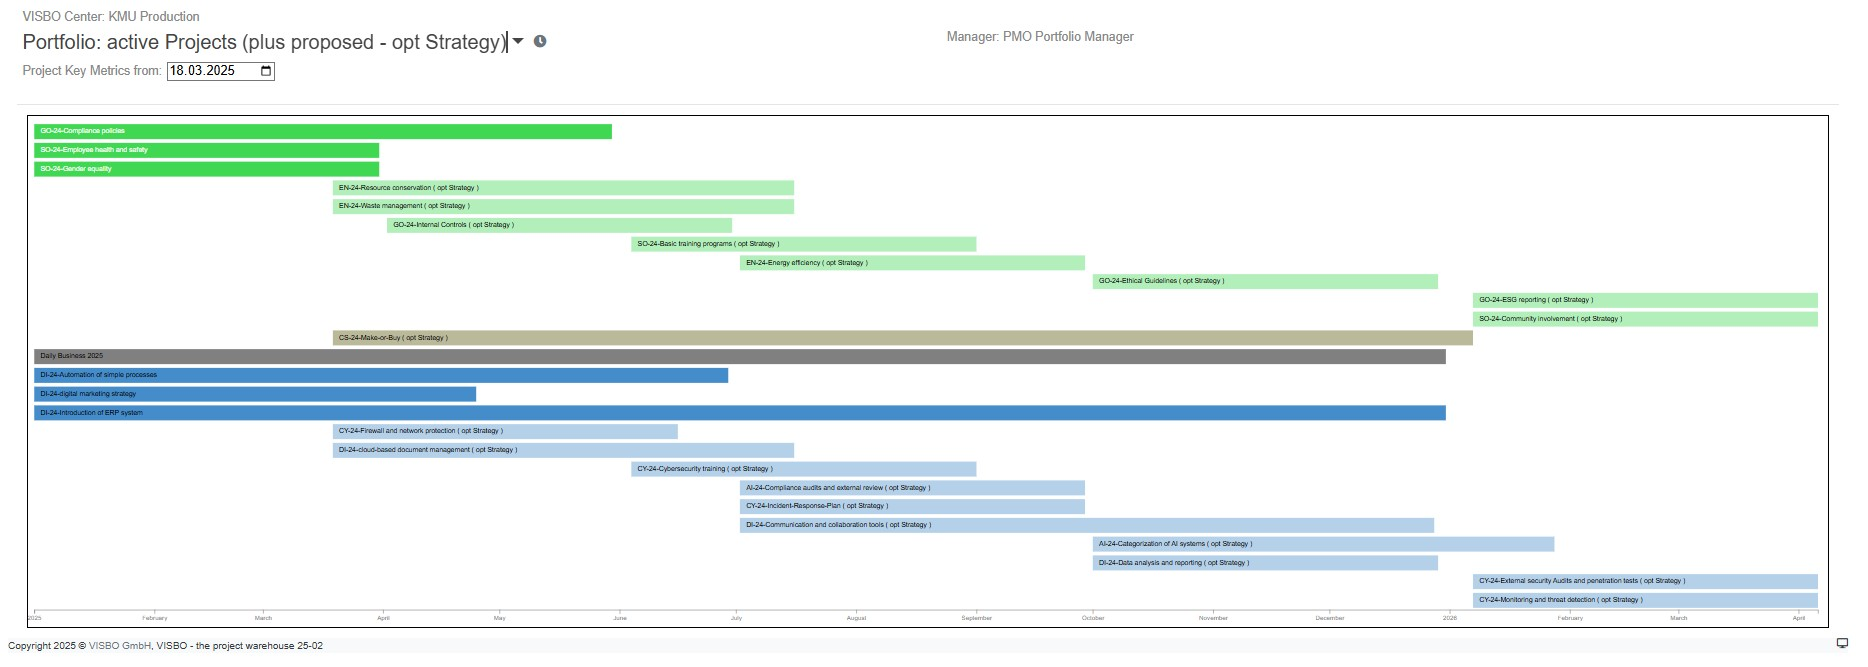 VISBO Center: KMU Production
Portfolio: active Projects (plus proposed - opt Strategy)
Manager: PMO Portfolio Manager
Project Key Metrics from: 18.03.2025
GO-24-Compliance policies
SO-24-Employee health and safety
SO-24-Gender equality
EN-24-Resource conservation ( opt Strategy )
EN-24-Waste management ( opt Strategy )
GO-24-Internal Controls ( opt Strategy )
SO-24-Basic training programs ( opt Strategy )
EN-24-Energy efficiency ( opt Strategy )
GO-24-Ethical Guidelines ( opt Strategy )
GO-24-ESG reporting ( opt Strategy )
SO-24-Community involvement ( opt Strategy )
CS-24-Make-or-Buy ( opt Strategy )
Daily Business 2025
DI-24-Automation of simple processes
DI-24-digital marketing strategy
DI-24-Introduction of ERP system
CY-24-Firewall and network protection ( opt Strategy )
DI-24-cloud-based document management ( opt Strategy )
CY-24-Cybersecurity training ( opt Strategy )
AI-24-Compliance audits and external review ( opt Strategy )
CY-24-Incident-Response-Plan ( opt Strategy )
DI-24-Communication and collaboration tools ( opt Strategy )
AI-24-Categorization of AI systems ( opt Strategy )
DI-24-Data analysis and reporting ( opt Strategy )
CY-24-External security Audits and penetration tests ( opt Strategy )
CY-24-Monitoring and threat detection ( opt Strategy )
2025 February March April May June July August September October November December 2026 February March April
Copyright 2025 © VISBO GmbH, VISBO - the project warehouse 25-02